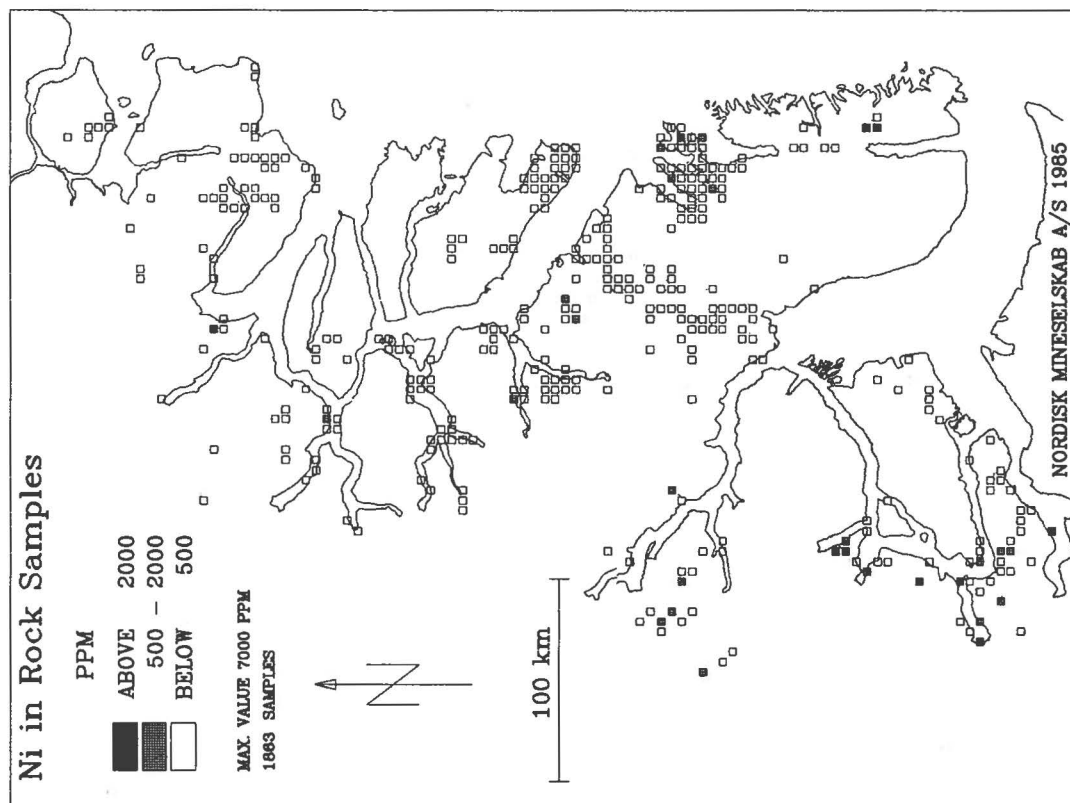 Ni in Rock Samples
PPM
ABOVE 2000
500 - 2000
BELOW 500
MAX. VALUE 7000 PPM
1863 SAMPLES
N
100 km
NORDISK MINESELSKAB A/S 1985